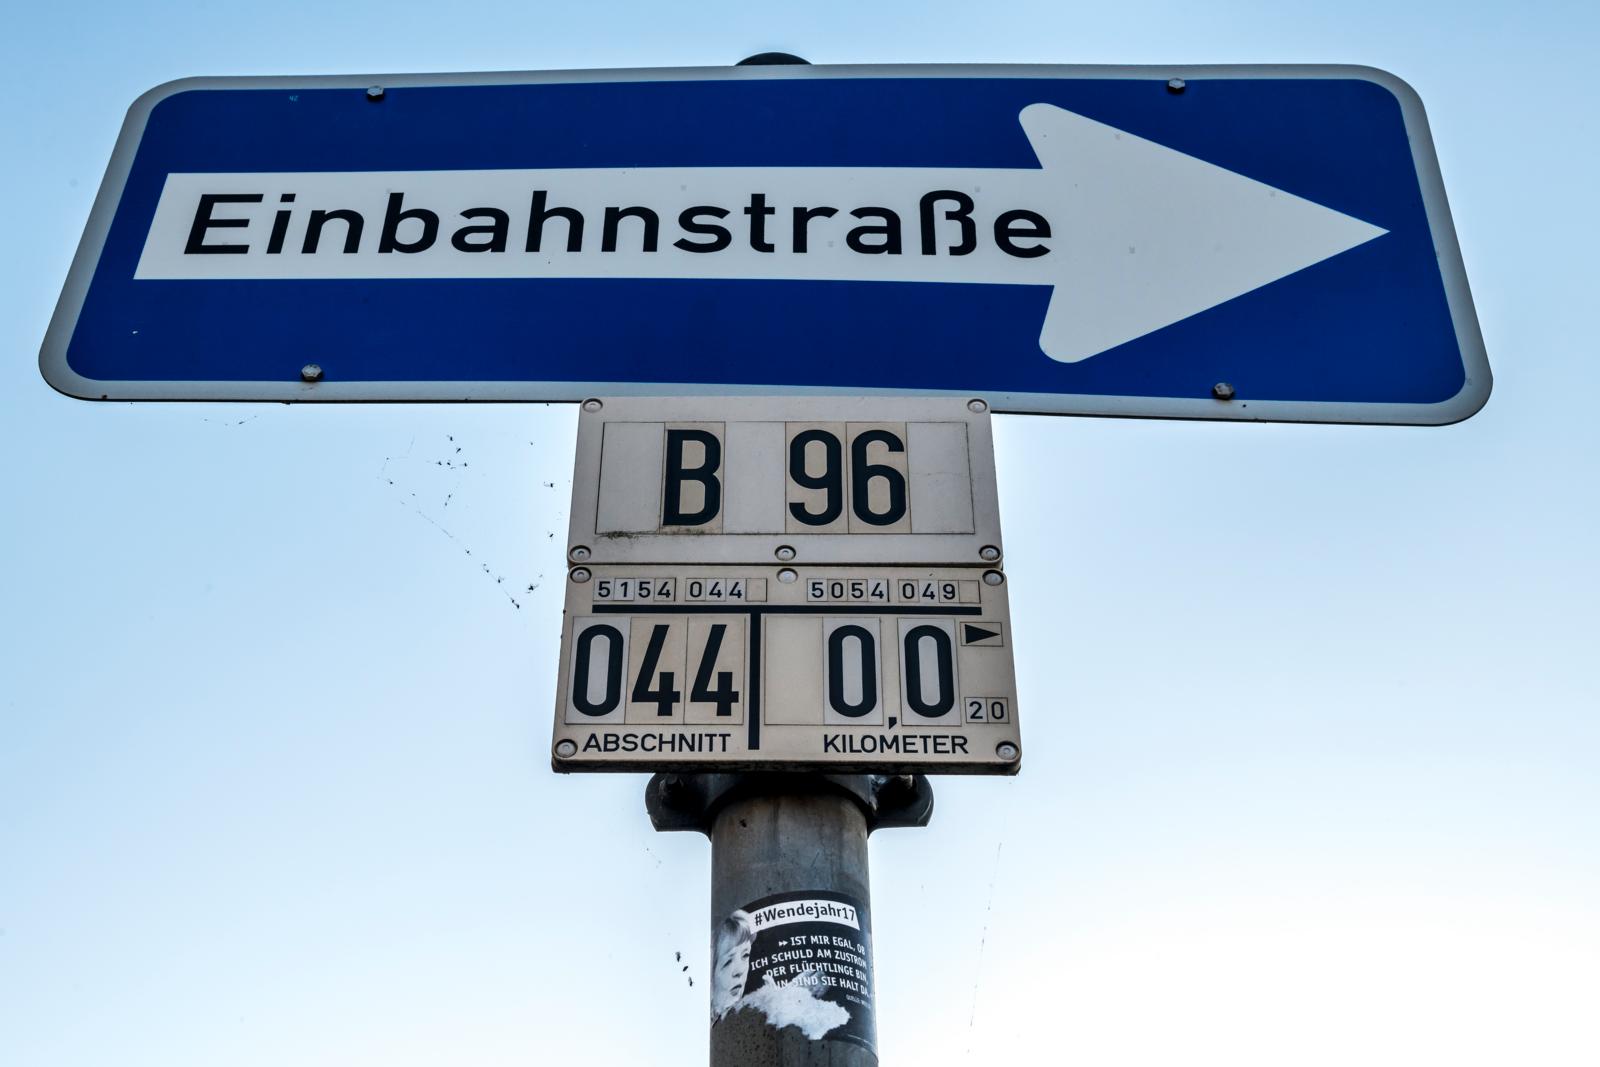 Einbahnstraße
B 96
5154 044 5054 049
044 0,0
20
ABSCHNITT KILOMETER
#Wendejahr17
IST MIR EGAL, OB
ICH SCHULD AM ZUSTROM
DER FLÜCHTLINGE BIN,
SIND SIE HALT DA